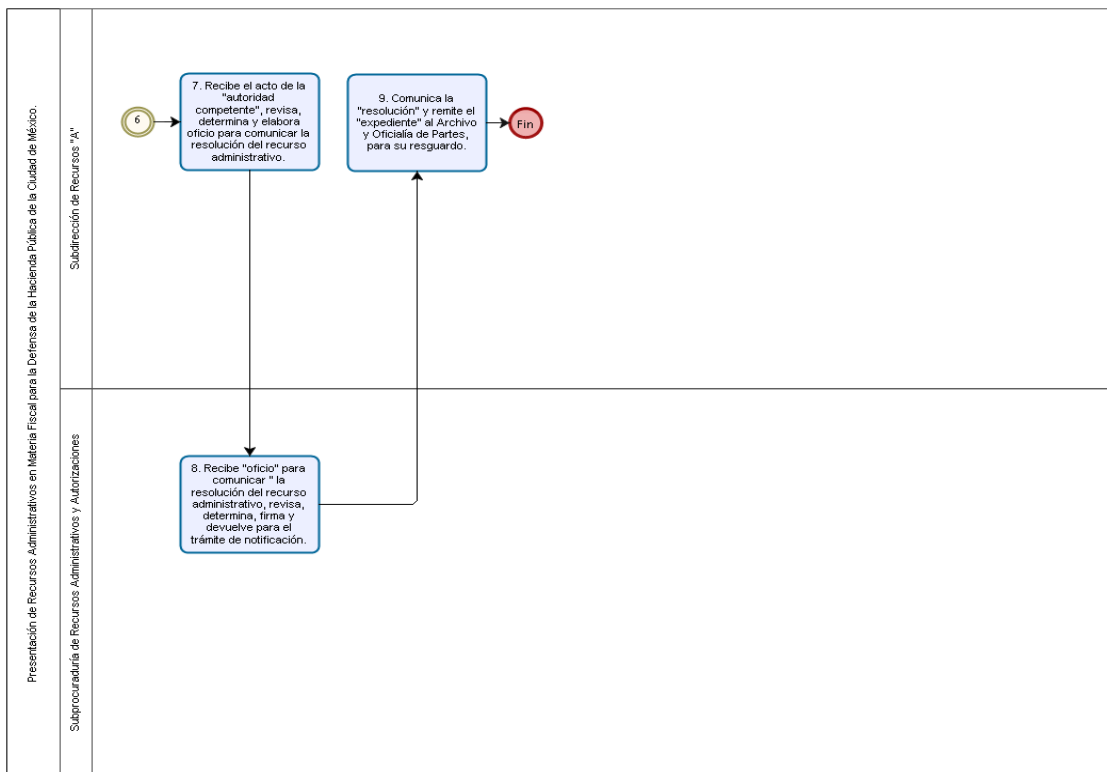 Presentación de Recursos Administrativos en Materia Fiscal para la Defensa de la Hacienda Pública de la Ciudad de México.
Subdirección de Recursos "A"
6
7. Recibe el acto de la
"autoridad
competente", revisa,
determina y elabora
oficio para comunicar la
resolución del recurso
administrativo.
9. Comunica la
"resolución" y remite el
"expediente" al Archivo
y Oficialía de Partes,
para su resguardo.
Fin
Subprocuraduría de Recursos Administrativos y Autorizaciones
8. Recibe "oficio" para
comunicar " la
resolución del recurso
administrativo, revisa,
determina, firma y
devuelve para el
trámite de notificación.